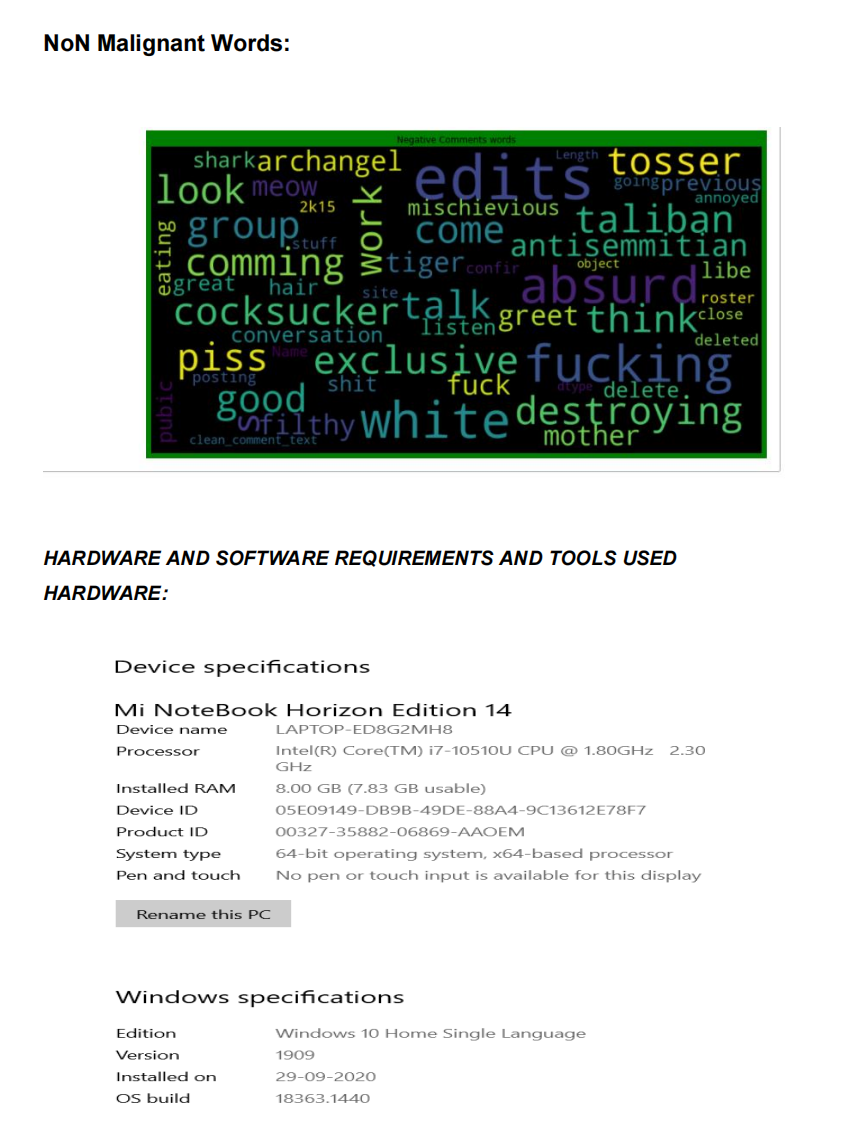 NoN Malignant Words:
Negative Comments words
shark archangel edits Length tosser
look meow work going previous
2k15 mischievious annoyed
eating group stuff come taliban
comming tiger confir antisemmitian
great hair site object absurd libe
cocksucker talk greet think roster
conversation listen close
deleted
piss Name exclusive fucking
posting shit fuck dtype delete
pubic good filthy white destroying
clean_comment_text mother
HARDWARE AND SOFTWARE REQUIREMENTS AND TOOLS USED
HARDWARE:
Device specifications
Mi NoteBook Horizon Edition 14
Device name LAPTOP-ED8G2MH8
Processor Intel(R) Core(TM) i7-10510U CPU @ 1.80GHz 2.30
GHz
Installed RAM 8.00 GB (7.83 GB usable)
Device ID 05E09149-DB9B-49DE-88A4-9C13612E78F7
Product ID 00327-35882-06869-AAOEM
System type 64-bit operating system, x64-based processor
Pen and touch No pen or touch input is available for this display
Rename this PC
Windows specifications
Edition Windows 10 Home Single Language
Version 1909
Installed on 29-09-2020
OS build 18363.1440